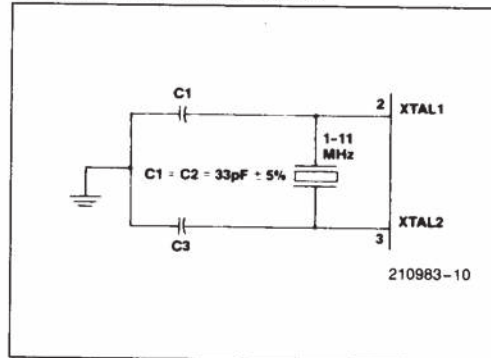 C1
2 XTAL1
1-11
MHz
C1 = C2 = 33pF ± 5%
XTAL2
3
C3
210983-10